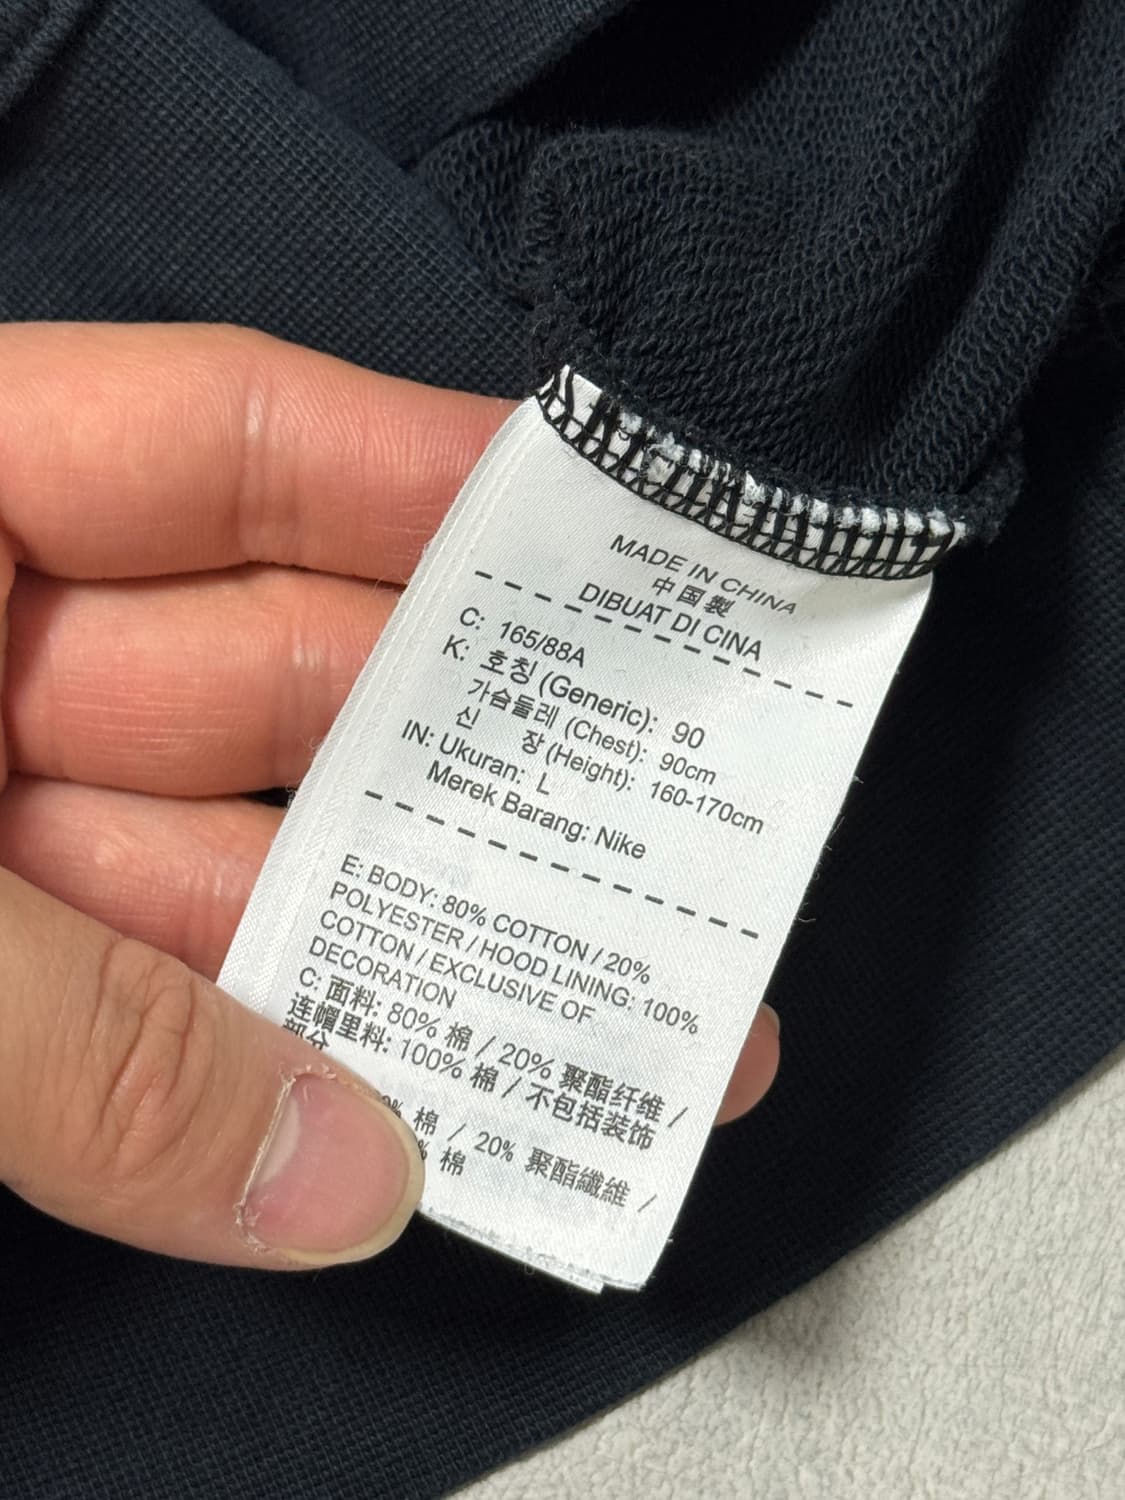 MADE IN CHINA
中国製
DIBUAT DI CINA
C: 165/88A
K: 호칭 (Generic): 90
가슴둘레 (Chest): 90cm
신 장 (Height): 160-170cm
IN: Ukuran: L
Merek Barang: Nike
E: BODY: 80% COTTON / 20%
POLYESTER / HOOD LINING: 100%
COTTON / EXCLUSIVE OF
DECORATION
C: 面料: 80% 棉 / 20% 聚酯纤维 /
连帽里料: 100% 棉 / 不包括装饰
部分
% 棉 / 20% 聚酯纖維 /
% 棉